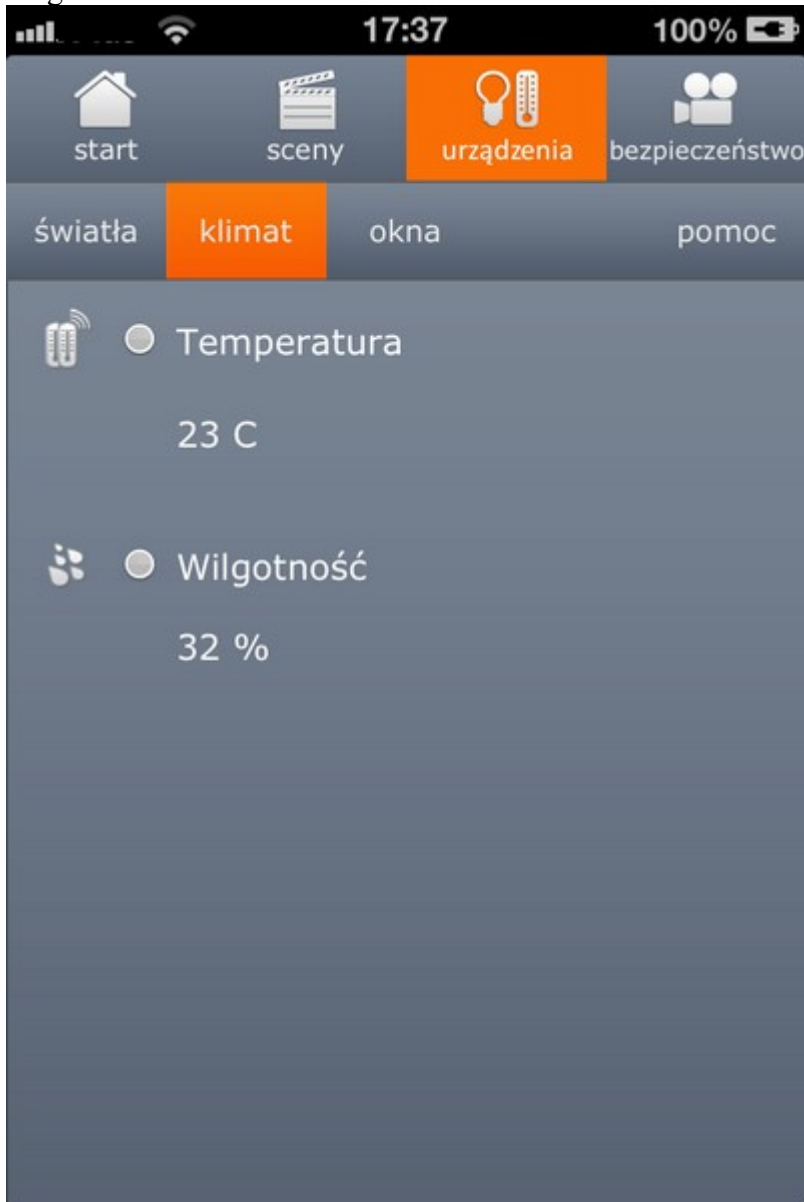 17:37 100%
start sceny urządzenia bezpieczeństwo
światła klimat okna pomoc
Temperatura
23 C
Wilgotność
32 %